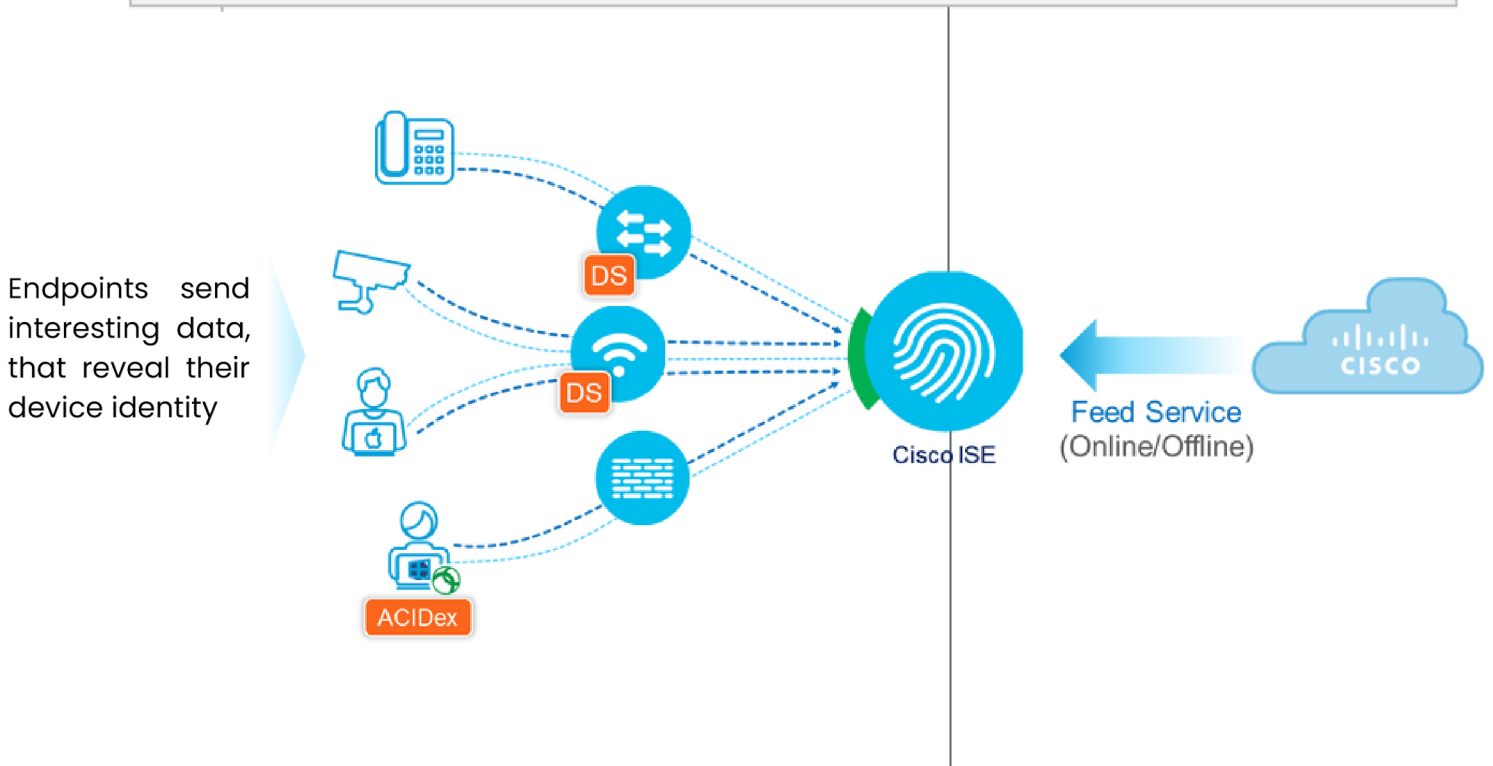 Endpoints send
interesting data,
that reveal their
device identity
DS
DS
ACIDex
Cisco ISE
Feed Service
(Online/Offline)
CISCO